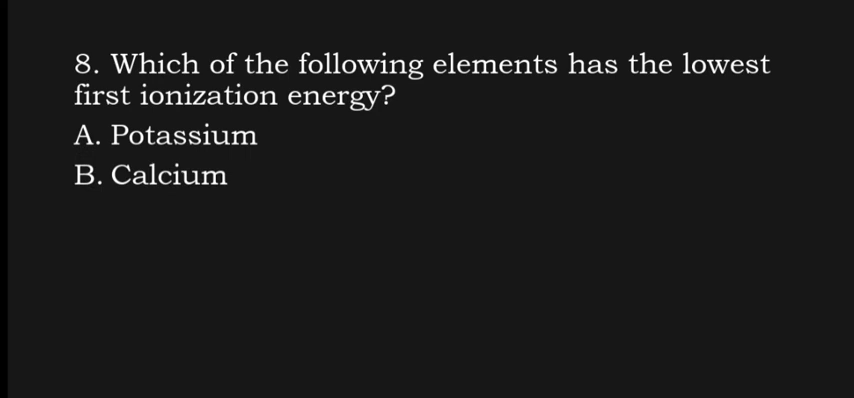 8. Which of the following elements has the lowest
first ionization energy?
A. Potassium
B. Calcium